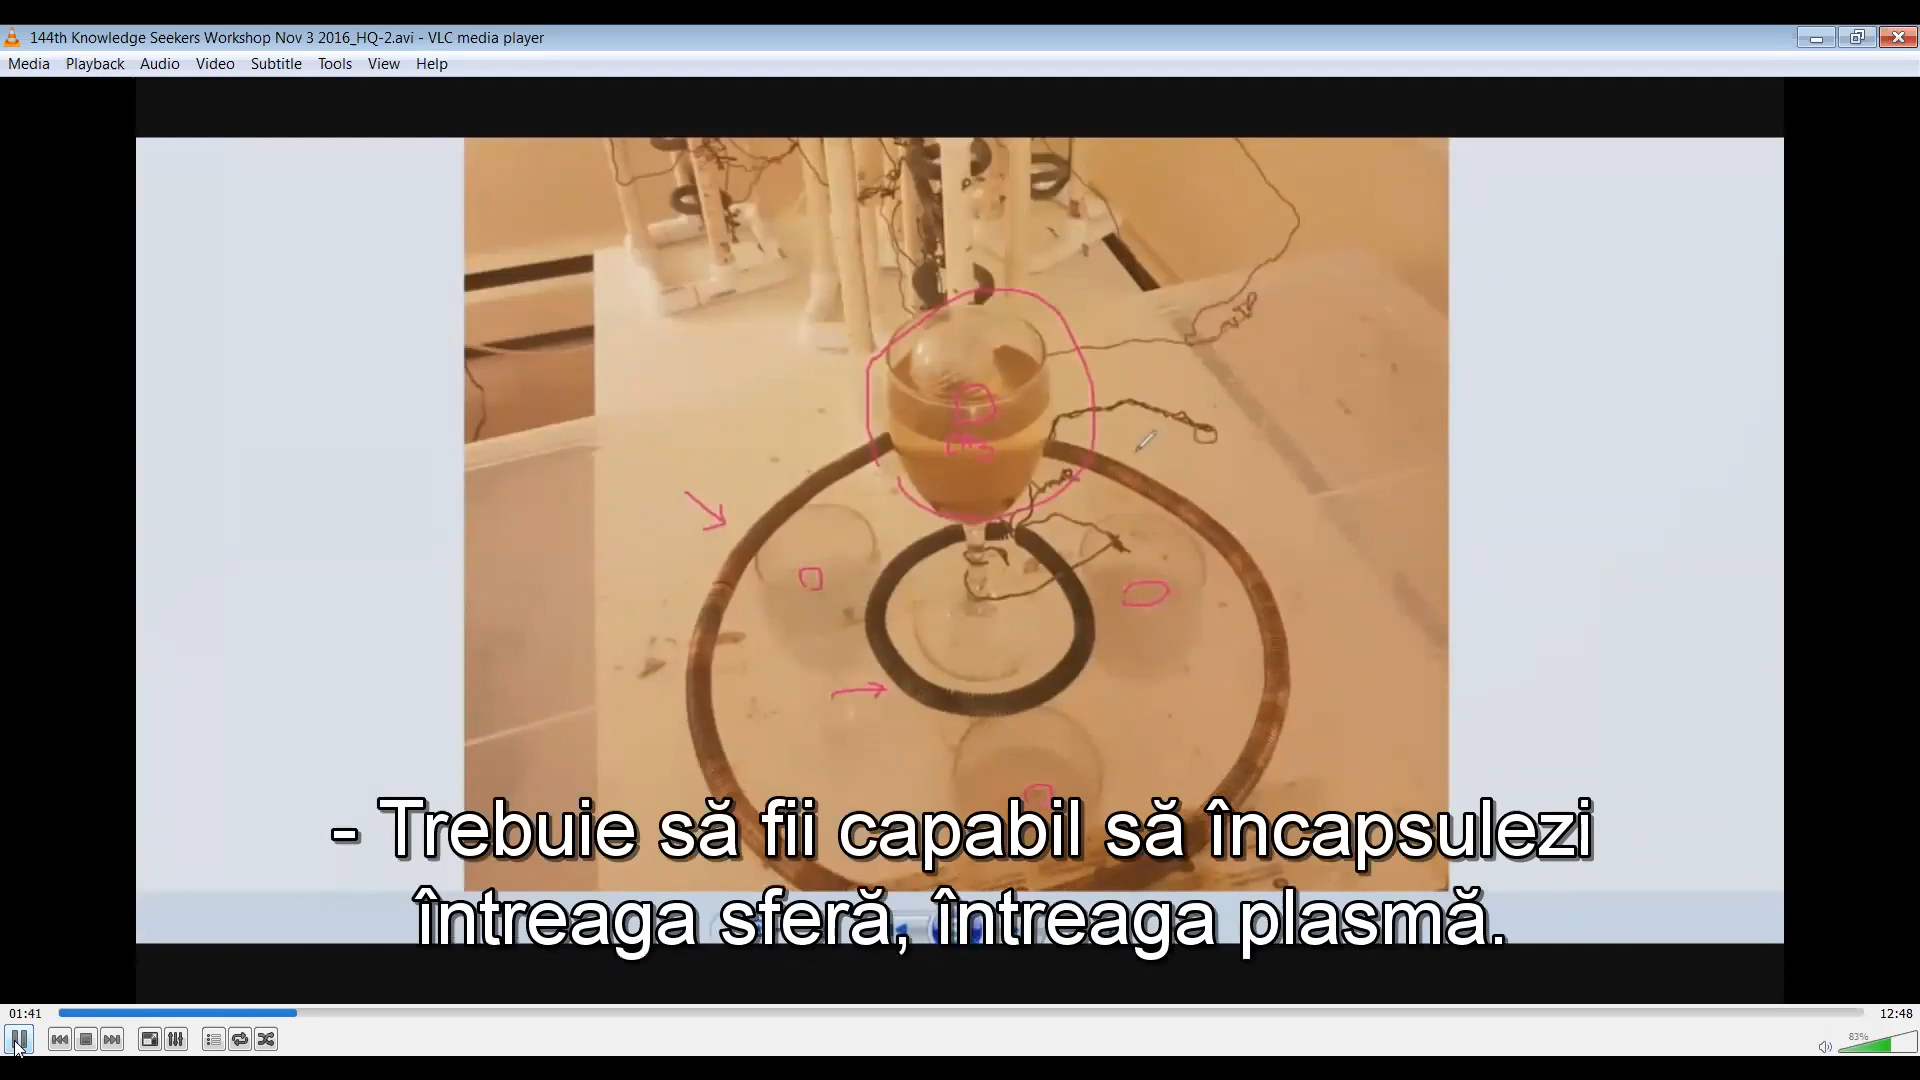 144th Knowledge Seekers Workshop Nov 3 2016_HQ-2.avi - VLC media player
Media Playback Audio Video Subtitle Tools View Help
- Trebuie să fii capabil să încapsulezi
întreaga sferă, întreaga plasmă.
01:41
12:48
83%